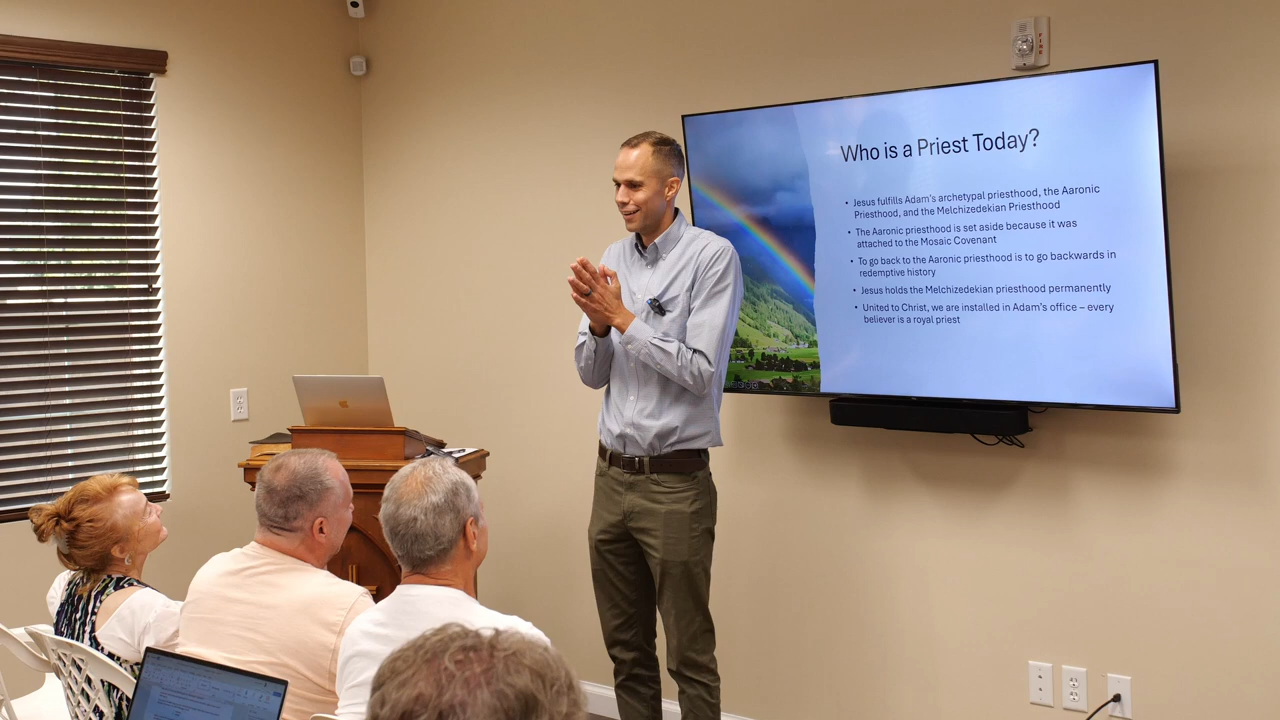 FIRE
Who is a Priest Today?
• Jesus fulfills Adam's archetypal priesthood, the Aaronic
Priesthood, and the Melchizedekian Priesthood
• The Aaronic priesthood is set aside because it was
attached to the Mosaic Covenant
• To go back to the Aaronic priesthood is to go backwards in
redemptive history
• Jesus holds the Melchizedekian priesthood permanently
• United to Christ, we are installed in Adam's office – every
believer is a royal priest